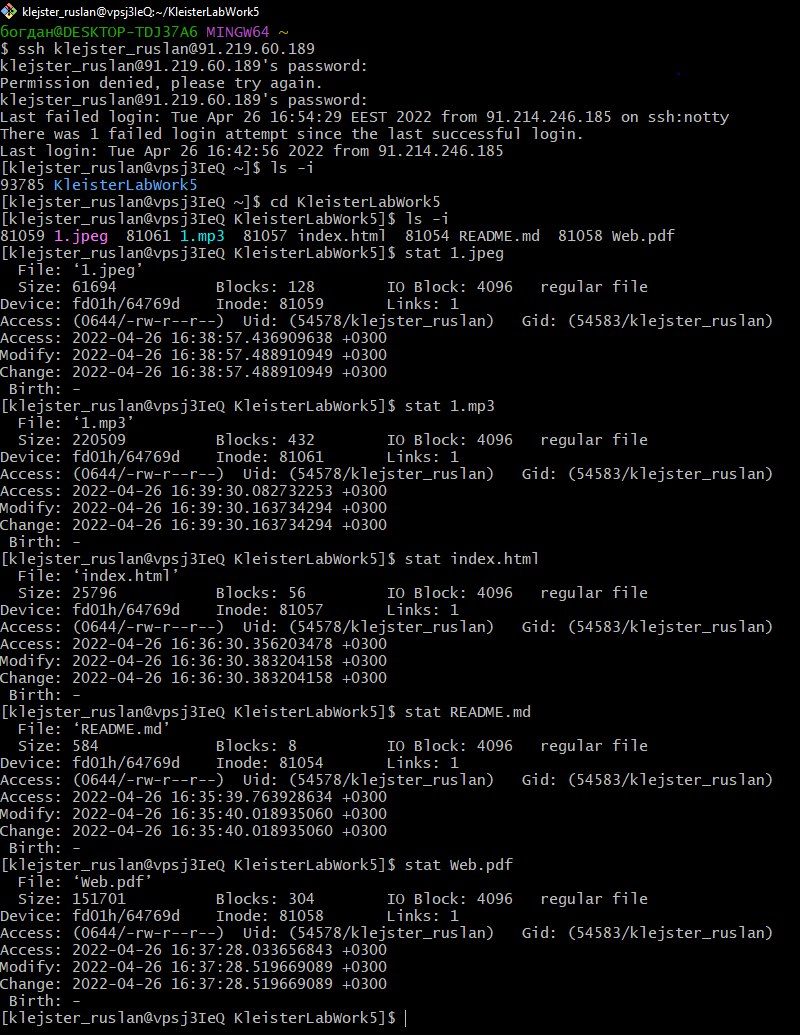 klejster_ruslan@vpsj3IeQ:~/KleisterLabWork5
богдан@DESKTOP-TDJ37A6 MINGW64 ~
$ ssh klejster_ruslan@91.219.60.189
klejster_ruslan@91.219.60.189's password:
Permission denied, please try again.
klejster_ruslan@91.219.60.189's password:
Last failed login: Tue Apr 26 16:54:29 EEST 2022 from 91.214.246.185 on ssh:notty
There was 1 failed login attempt since the last successful login.
Last login: Tue Apr 26 16:42:56 2022 from 91.214.246.185
[klejster_ruslan@vpsj3IeQ ~]$ ls -i
93785 KleisterLabWork5
[klejster_ruslan@vpsj3IeQ ~]$ cd KleisterLabWork5
[klejster_ruslan@vpsj3IeQ KleisterLabWork5]$ ls -i
81059 1.jpeg  81061 1.mp3  81057 index.html  81054 README.md  81058 Web.pdf
[klejster_ruslan@vpsj3IeQ KleisterLabWork5]$ stat 1.jpeg
  File: ‘1.jpeg’
  Size: 61694           Blocks: 128        IO Block: 4096   regular file
Device: fd01h/64769d    Inode: 81059       Links: 1
Access: (0644/-rw-r--r--)  Uid: (54578/klejster_ruslan)   Gid: (54583/klejster_ruslan)
Access: 2022-04-26 16:38:57.436909638 +0300
Modify: 2022-04-26 16:38:57.488910949 +0300
Change: 2022-04-26 16:38:57.488910949 +0300
 Birth: -
[klejster_ruslan@vpsj3IeQ KleisterLabWork5]$ stat 1.mp3
  File: ‘1.mp3’
  Size: 220509          Blocks: 432        IO Block: 4096   regular file
Device: fd01h/64769d    Inode: 81061       Links: 1
Access: (0644/-rw-r--r--)  Uid: (54578/klejster_ruslan)   Gid: (54583/klejster_ruslan)
Access: 2022-04-26 16:39:30.082732253 +0300
Modify: 2022-04-26 16:39:30.163734294 +0300
Change: 2022-04-26 16:39:30.163734294 +0300
 Birth: -
[klejster_ruslan@vpsj3IeQ KleisterLabWork5]$ stat index.html
  File: ‘index.html’
  Size: 25796           Blocks: 56         IO Block: 4096   regular file
Device: fd01h/64769d    Inode: 81057       Links: 1
Access: (0644/-rw-r--r--)  Uid: (54578/klejster_ruslan)   Gid: (54583/klejster_ruslan)
Access: 2022-04-26 16:36:30.356203478 +0300
Modify: 2022-04-26 16:36:30.383204158 +0300
Change: 2022-04-26 16:36:30.383204158 +0300
 Birth: -
[klejster_ruslan@vpsj3IeQ KleisterLabWork5]$ stat README.md
  File: ‘README.md’
  Size: 584             Blocks: 8          IO Block: 4096   regular file
Device: fd01h/64769d    Inode: 81054       Links: 1
Access: (0644/-rw-r--r--)  Uid: (54578/klejster_ruslan)   Gid: (54583/klejster_ruslan)
Access: 2022-04-26 16:35:39.763928634 +0300
Modify: 2022-04-26 16:35:40.018935060 +0300
Change: 2022-04-26 16:35:40.018935060 +0300
 Birth: -
[klejster_ruslan@vpsj3IeQ KleisterLabWork5]$ stat Web.pdf
  File: ‘Web.pdf’
  Size: 151701          Blocks: 304        IO Block: 4096   regular file
Device: fd01h/64769d    Inode: 81058       Links: 1
Access: (0644/-rw-r--r--)  Uid: (54578/klejster_ruslan)   Gid: (54583/klejster_ruslan)
Access: 2022-04-26 16:37:28.033656843 +0300
Modify: 2022-04-26 16:37:28.519669089 +0300
Change: 2022-04-26 16:37:28.519669089 +0300
 Birth: -
[klejster_ruslan@vpsj3IeQ KleisterLabWork5]$